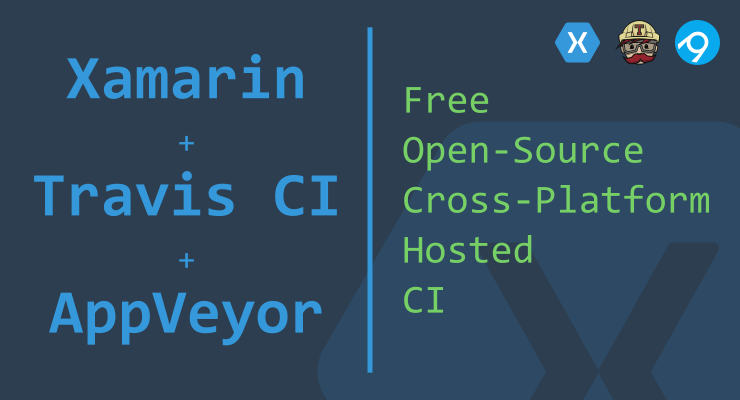 Xamarin
+
Travis CI
+
AppVeyor
Free
Open-Source
Cross-Platform
Hosted
CI